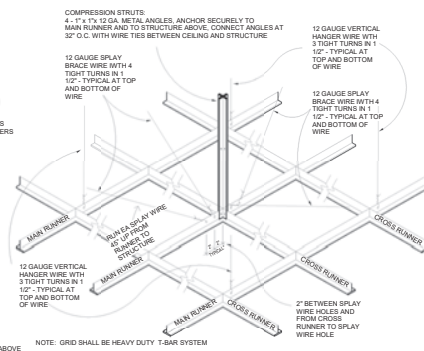 COMPRESSION STRUTS:
4 - 1" x 1"x 12 GA. METAL ANGLES, ANCHOR SECURELY TO
MAIN RUNNER AND TO STRUCTURE ABOVE, CONNECT ANGLES AT
32" O.C. WITH WIRE TIES BETWEEN CEILING AND STRUCTURE
12 GAUGE VERTICAL
HANGER WIRE WTH
3 TIGHT TURNS IN 1
1/2" - TYPICAL AT
TOP AND BOTTOM
OF WIRE
12 GAUGE SPLAY
BRACE WIRE IWTH 4
TIGHT TURNS IN 1
1/2" - TYPICAL AT TOP
AND BOTTOM OF
WIRE
12 GAUGE SPLAY
BRACE WIRE IWTH 4
TIGHT TURNS IN 1
1/2" - TYPICAL AT TOP
AND BOTTOM OF
WIRE
S
ERS
MAIN RUNNER
RUN EA SPLAY WIRE
45' UP FROM
RUNNER TO
STRUCTURE
CROSS RUNNER
MAIN RUNNER
CROSS RUNNER
12 GAUGE VERTICAL
HANGER WIRE WTH
3 TIGHT TURNS IN 1
1/2" - TYPICAL AT
TOP AND BOTTOM
OF WIRE
MAIN RUNNER
CROSS RUNNER
2" BETWEEN SPLAY
WIRE HOLES AND
FROM CROSS
RUNNER TO SPLAY
WIRE HOLE
NOTE: GRID SHALL BE HEAVY DUTY T-BAR SYSTEM
ABOVE